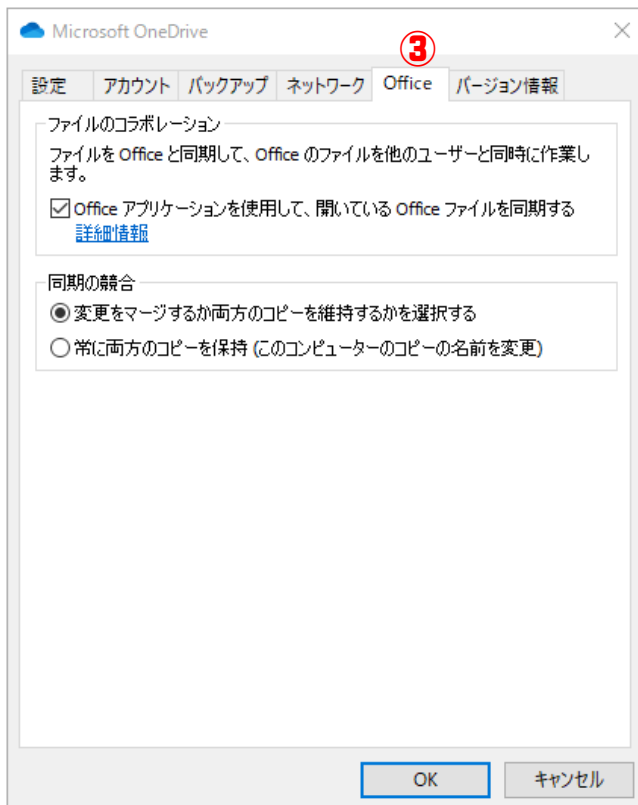 Microsoft OneDrive
③
設定 アカウント バックアップ ネットワーク Office バージョン情報
ファイルのコラボレーション
ファイルを Office と同期して、Office のファイルを他のユーザーと同時に作業し
ます。
Office アプリケーションを使用して、開いている Office ファイルを同期する
詳細情報
同期の競合
変更をマージするか両方のコピーを維持するかを選択する
常に両方のコピーを保持 (このコンピューターのコピーの名前を変更)
OK キャンセル